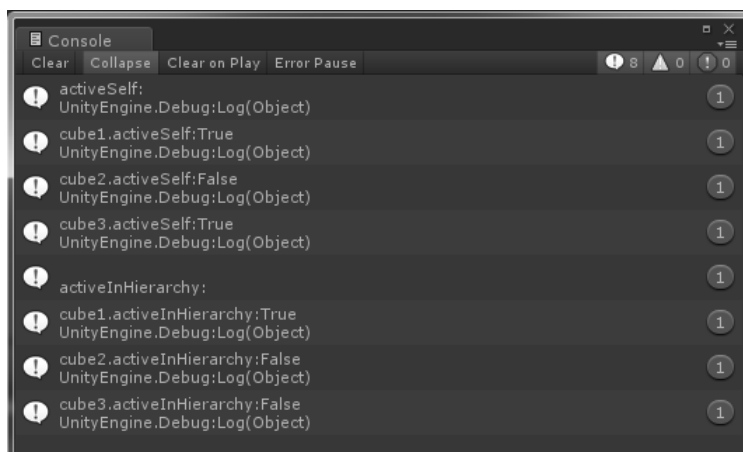 Console
Clear Collapse Clear on Play Error Pause 8 0 0
activeSelf:
UnityEngine.Debug:Log(Object)
1
cube1.activeSelf:True
UnityEngine.Debug:Log(Object)
1
cube2.activeSelf:False
UnityEngine.Debug:Log(Object)
1
cube3.activeSelf:True
UnityEngine.Debug:Log(Object)
1
activeInHierarchy:
1
cube1.activeInHierarchy:True
UnityEngine.Debug:Log(Object)
1
cube2.activeInHierarchy:False
UnityEngine.Debug:Log(Object)
1
cube3.activeInHierarchy:False
UnityEngine.Debug:Log(Object)
1